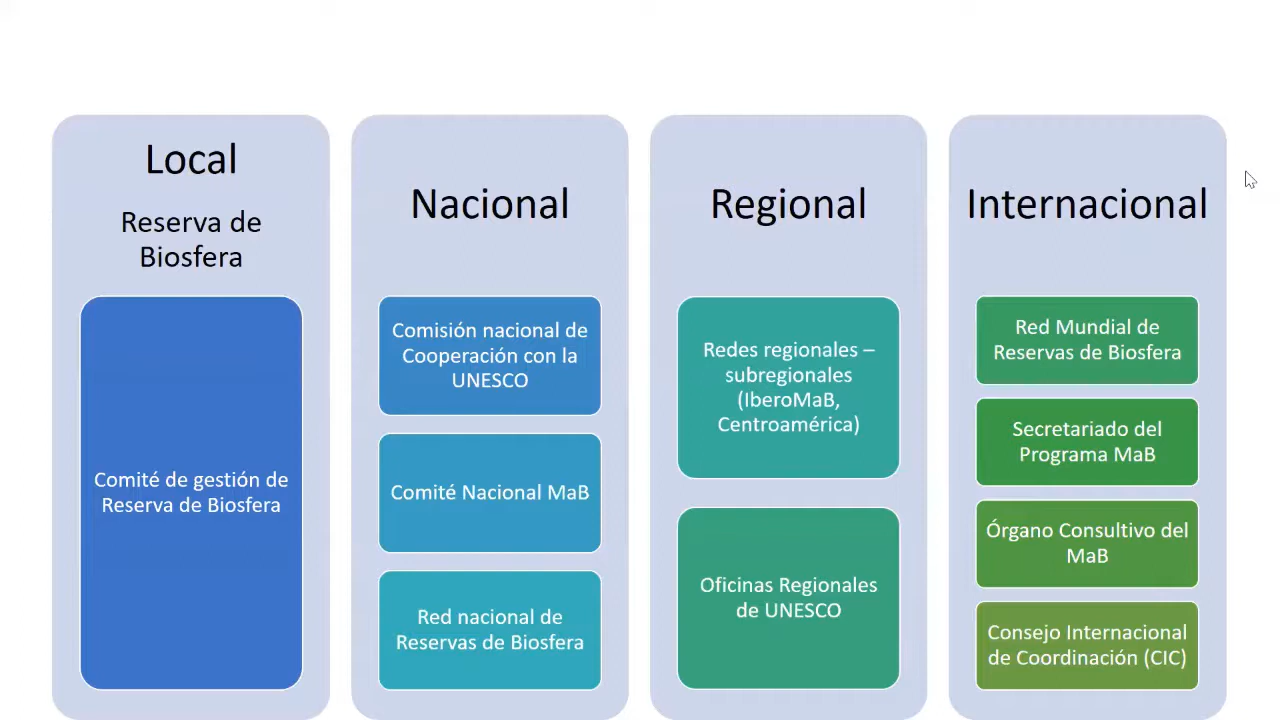 Local
Reserva de
Biosfera
Comité de gestión de
Reserva de Biosfera
Nacional
Comisión nacional de
Cooperación con la
UNESCO
Comité Nacional MaB
Red nacional de
Reservas de Biosfera
Regional
Redes regionales –
subregionales
(IberoMaB,
Centroamérica)
Oficinas Regionales
de UNESCO
Internacional
Red Mundial de
Reservas de Biosfera
Secretariado del
Programa MaB
Órgano Consultivo del
MaB
Consejo Internacional
de Coordinación (CIC)